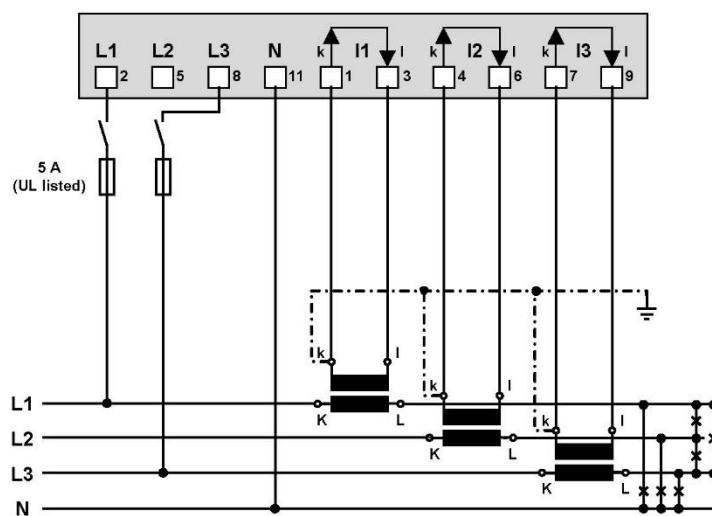 k I1 l k I2 l k I3 l
L1 L2 L3 N
2 5 8 11 1 3 4 6 7 9
5 A
(UL listed)
k l
k l
L1 K L
k l
L2 K L
L3 K L
N